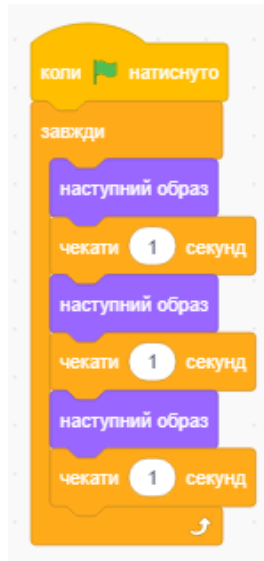 коли натиснуто
завжди
наступний образ
чекати 1 секунд
наступний образ
чекати 1 секунд
наступний образ
чекати 1 секунд